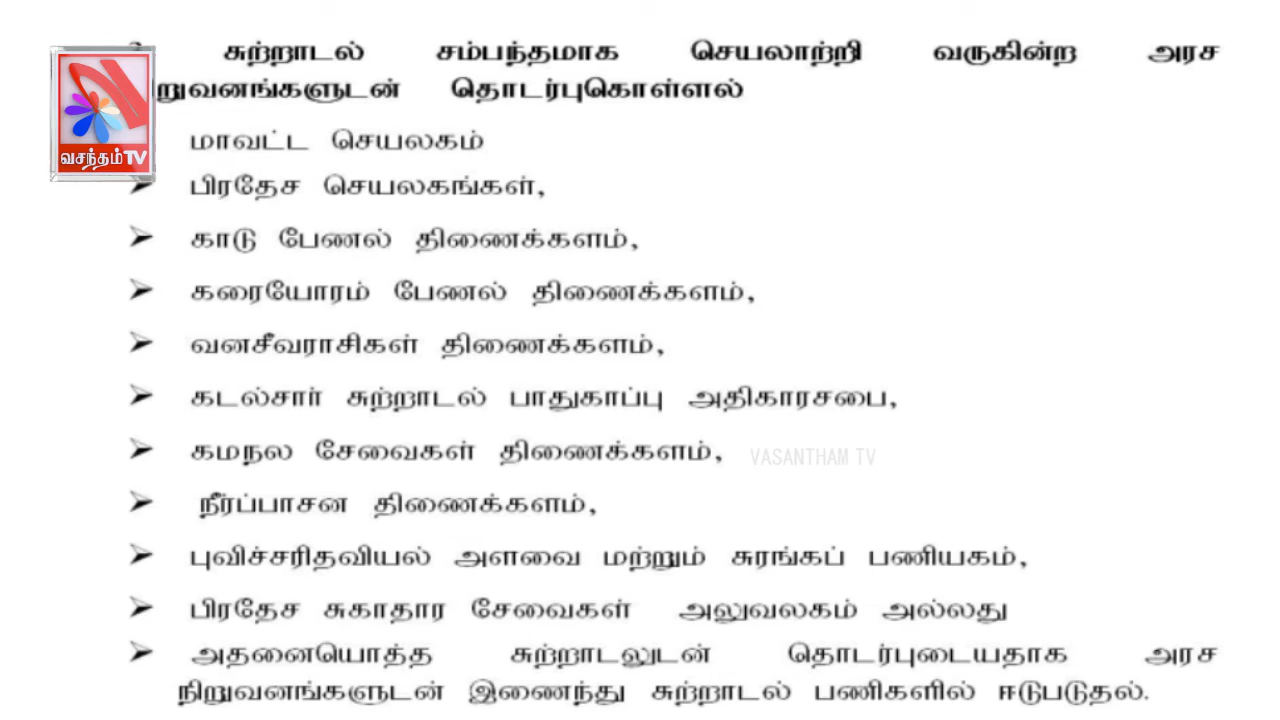 சுற்றாடல் சம்பந்தமாக செயலாற்றி வருகின்ற அரச
றுவனங்களுடன் தொடர்புகொள்ளல்
வசந்தம்TV
மாவட்ட செயலகம்
➤ பிரதேச செயலகங்கள்,
➤ காடு பேணல் திணைக்களம்,
➤ கரையோரம் பேணல் திணைக்களம்,
➤ வனசீவராசிகள் திணைக்களம்,
➤ கடல்சார் சுற்றாடல் பாதுகாப்பு அதிகாரசபை,
➤ கமநல சேவைகள் திணைக்களம்,
VASANTHAM TV
➤ நீர்ப்பாசன திணைக்களம்,
➤ புவிச்சரிதவியல் அளவை மற்றும் சுரங்கப் பணியகம்,
➤ பிரதேச சுகாதார சேவைகள் அலுவலகம் அல்லது
➤ அதனையொத்த சுற்றாடலுடன் தொடர்புடையதாக அரச
நிறுவனங்களுடன் இணைந்து சுற்றாடல் பணிகளில் ஈடுபடுதல்.